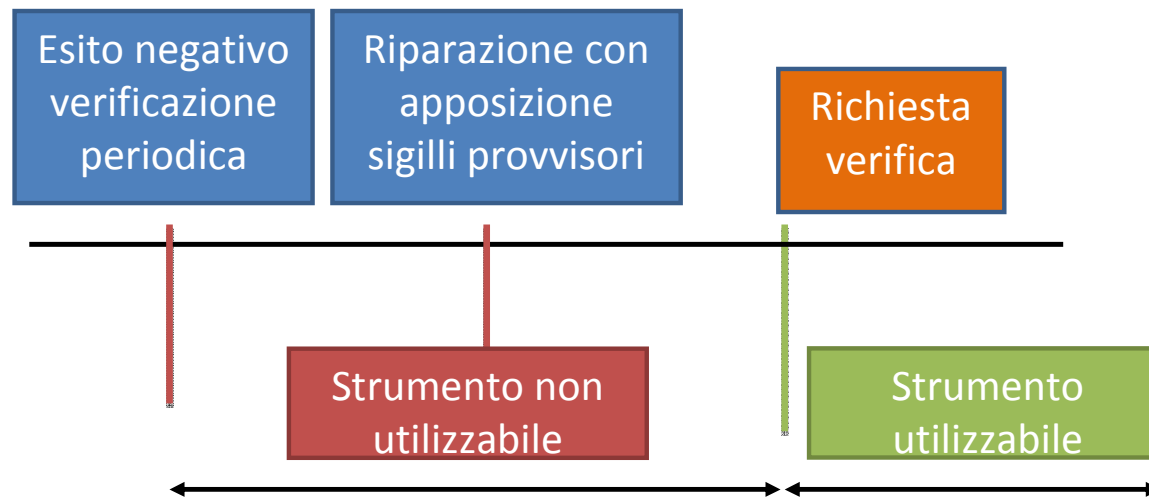 Esito negativo
verificazione
periodica
Riparazione con
apposizione
sigilli provvisori
Richiesta
verifica
Strumento non
utilizzabile
Strumento
utilizzabile